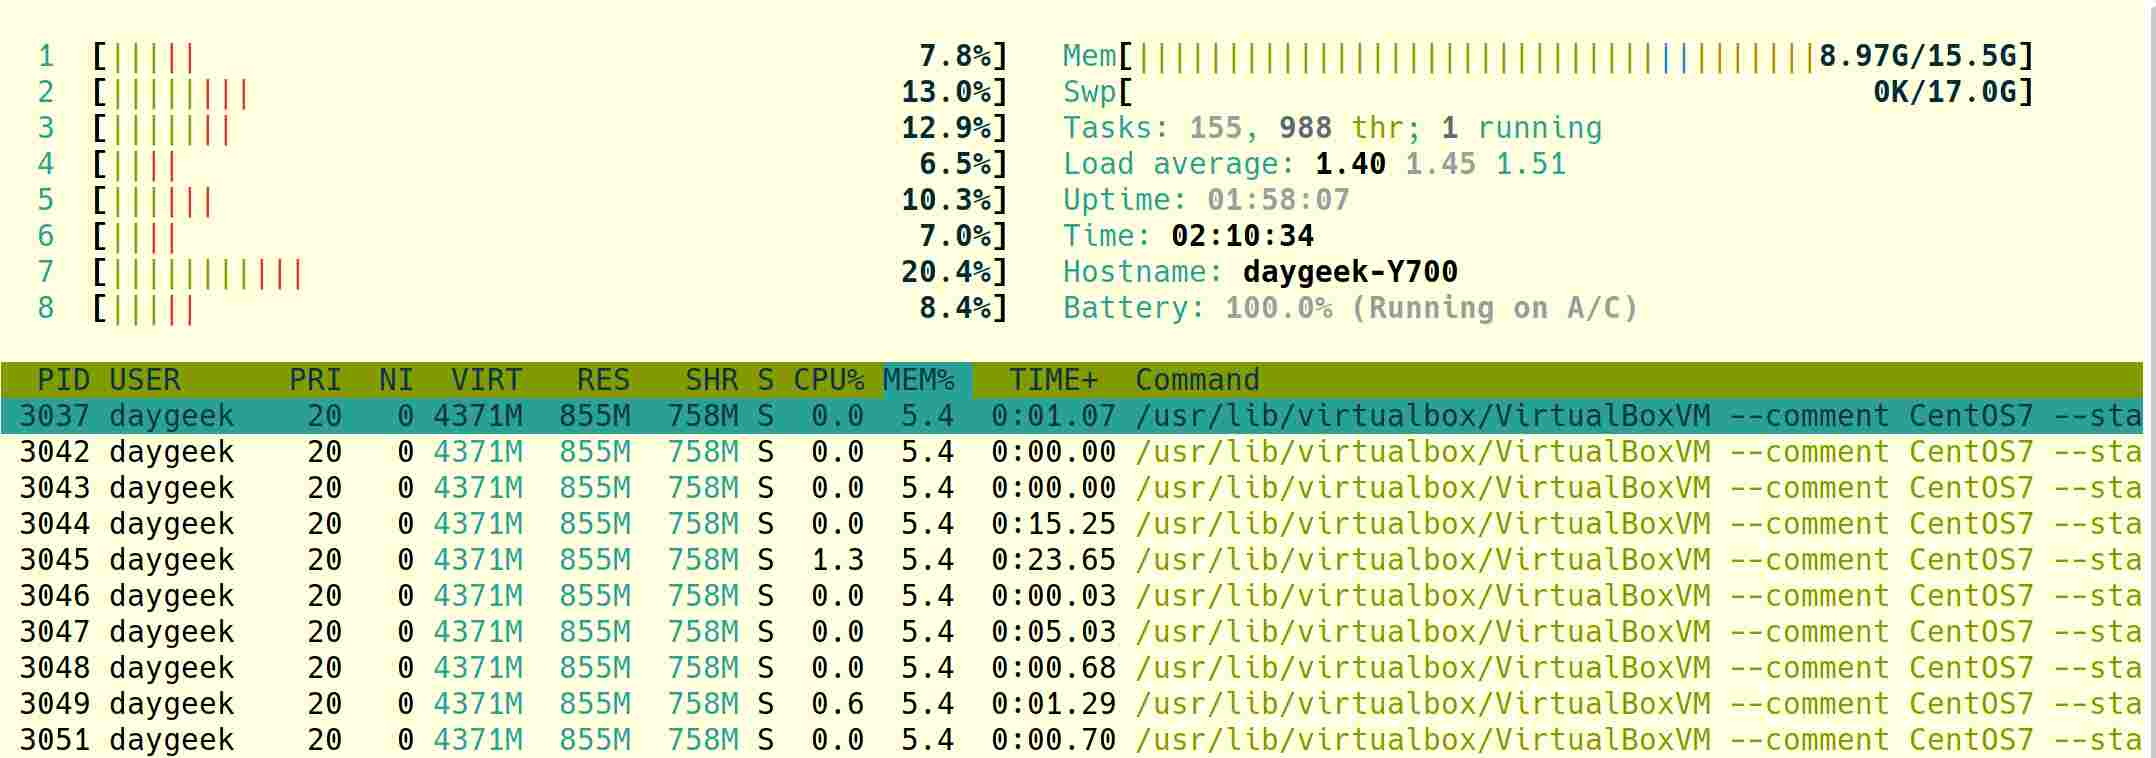 1 [||||| 7.8%] Mem[||||||||||||||||||||||||||||||||||||||8.97G/15.5G]
2 [|||||||| 13.0%] Swp[ 0K/17.0G]
3 [||||||| 12.9%] Tasks: 155, 988 thr; 1 running
4 [|||| 6.5%] Load average: 1.40 1.45 1.51
5 [|||||| 10.3%] Uptime: 01:58:07
6 [|||| 7.0%] Time: 02:10:34
7 [||||||||||| 20.4%] Hostname: daygeek-Y700
8 [||||| 8.4%] Battery: 100.0% (Running on A/C)
PID USER PRI NI VIRT RES SHR S CPU% MEM% TIME+ Command
3037 daygeek 20 0 4371M 855M 758M S 0.0 5.4 0:01.07 /usr/lib/virtualbox/VirtualBoxVM --comment CentOS7 --sta
3042 daygeek 20 0 4371M 855M 758M S 0.0 5.4 0:00.00 /usr/lib/virtualbox/VirtualBoxVM --comment CentOS7 --sta
3043 daygeek 20 0 4371M 855M 758M S 0.0 5.4 0:00.00 /usr/lib/virtualbox/VirtualBoxVM --comment CentOS7 --sta
3044 daygeek 20 0 4371M 855M 758M S 0.0 5.4 0:15.25 /usr/lib/virtualbox/VirtualBoxVM --comment CentOS7 --sta
3045 daygeek 20 0 4371M 855M 758M S 1.3 5.4 0:23.65 /usr/lib/virtualbox/VirtualBoxVM --comment CentOS7 --sta
3046 daygeek 20 0 4371M 855M 758M S 0.0 5.4 0:00.03 /usr/lib/virtualbox/VirtualBoxVM --comment CentOS7 --sta
3047 daygeek 20 0 4371M 855M 758M S 0.0 5.4 0:05.03 /usr/lib/virtualbox/VirtualBoxVM --comment CentOS7 --sta
3048 daygeek 20 0 4371M 855M 758M S 0.0 5.4 0:00.68 /usr/lib/virtualbox/VirtualBoxVM --comment CentOS7 --sta
3049 daygeek 20 0 4371M 855M 758M S 0.6 5.4 0:01.29 /usr/lib/virtualbox/VirtualBoxVM --comment CentOS7 --sta
3051 daygeek 20 0 4371M 855M 758M S 0.0 5.4 0:00.70 /usr/lib/virtualbox/VirtualBoxVM --comment CentOS7 --sta